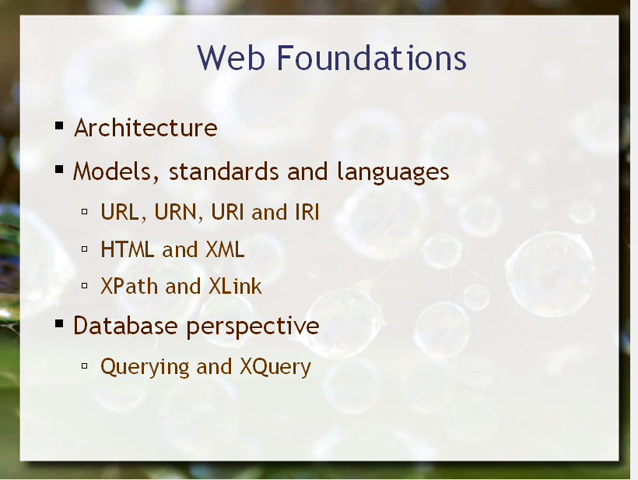 Web Foundations
Architecture
Models, standards and languages
URL, URN, URI and IRI
HTML and XML
XPath and XLink
Database perspective
Querying and XQuery